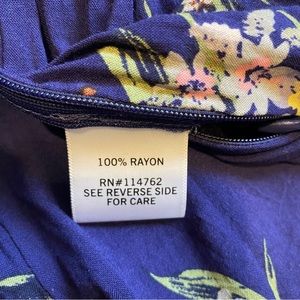 100% RAYON
RN#114762
SEE REVERSE SIDE
FOR CARE